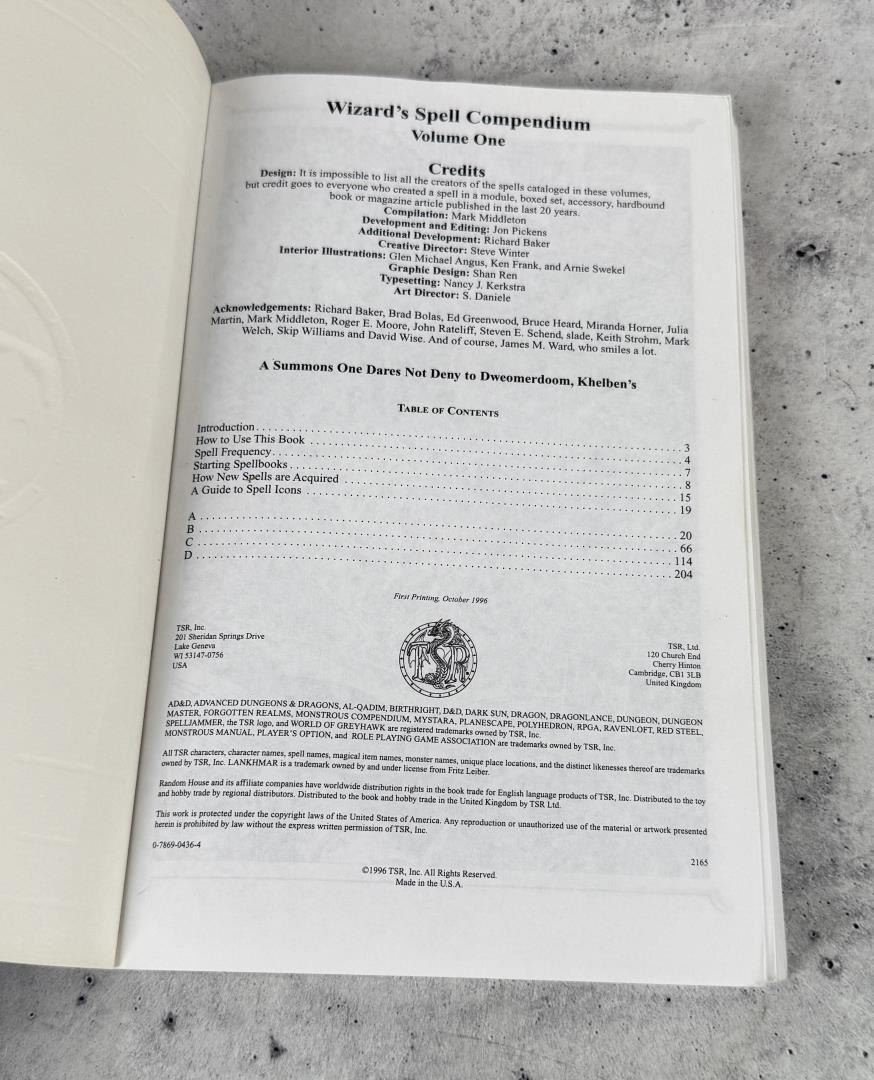 Wizard's Spell Compendium
Volume One
Credits
Design: It is impossible to list all the creators of the spells cataloged in these volumes,
but credit goes to everyone who created a spell in a module, boxed set, accessory, hardbound
book or magazine article published in the last 20 years.
Compilation: Mark Middleton
Development and Editing: Jon Pickens
Additional Development: Richard Baker
Creative Director: Steve Winter
Interior Illustrations: Glen Michael Angus, Ken Frank, and Arnie Swekel
Graphic Design: Shan Ren
Typesetting: Nancy J. Kerkstra
Art Director: S. Daniele
Acknowledgements: Richard Baker, Brad Bolas, Ed Greenwood, Bruce Heard, Miranda Horner, Julia
Martin, Mark Middleton, Roger E. Moore, John Rateliff, Steven E. Schend, slade, Keith Strohm, Mark
Welch, Skip Williams and David Wise. And of course, James M. Ward, who smiles a lot.
A Summons One Dares Not Deny to Dweomerdoom, Khelben's
TABLE OF CONTENTS
Introduction . . . . . . . . . . 3
How to Use This Book . . . . . . . . . . 4
Spell Frequency . . . . . . . . . . 7
Starting Spellbooks . . . . . . . . . . 8
How New Spells are Acquired . . . . . . . . . . 15
A Guide to Spell Icons . . . . . . . . . . 19
A . . . . . . . . . . 20
B . . . . . . . . . . 66
C . . . . . . . . . . 114
D . . . . . . . . . . 204
First Printing, October 1996
TSR, Inc.
201 Sheridan Springs Drive
Lake Geneva
WI 53147-0756
USA
TSR
TSR, Ltd.
120 Church End
Cherry Hinton
Cambridge, CB1 3LB
United Kingdom
AD&D, ADVANCED DUNGEONS & DRAGONS, AL-QADIM, BIRTHRIGHT, D&D, DARK SUN, DRAGON, DRAGONLANCE, DUNGEON, DUNGEON
MASTER, FORGOTTEN REALMS, MONSTROUS COMPENDIUM, MYSTARA, PLANESCAPE, POLYHEDRON, RPGA, RAVENLOFT, RED STEEL,
SPELLJAMMER, the TSR logo, and WORLD OF GREYHAWK are registered trademarks owned by TSR, Inc.
MONSTROUS MANUAL, PLAYER'S OPTION, and ROLE PLAYING GAME ASSOCIATION are trademarks owned by TSR, Inc.
All TSR characters, character names, spell names, magical item names, monster names, unique place locations, and the distinct likenesses thereof are trademarks
owned by TSR, Inc. LANKHMAR is a trademark owned by and under license from Fritz Leiber.
Random House and its affiliate companies have worldwide distribution rights in the book trade for English language products of TSR, Inc. Distributed to the toy
and hobby trade by regional distributors. Distributed to the book and hobby trade in the United Kingdom by TSR Ltd.
This work is protected under the copyright laws of the United States of America. Any reproduction or unauthorized use of the material or artwork presented
herein is prohibited by law without the express written permission of TSR, Inc.
0-7869-0436-4
2165
©1996 TSR, Inc. All Rights Reserved.
Made in the U.S.A.